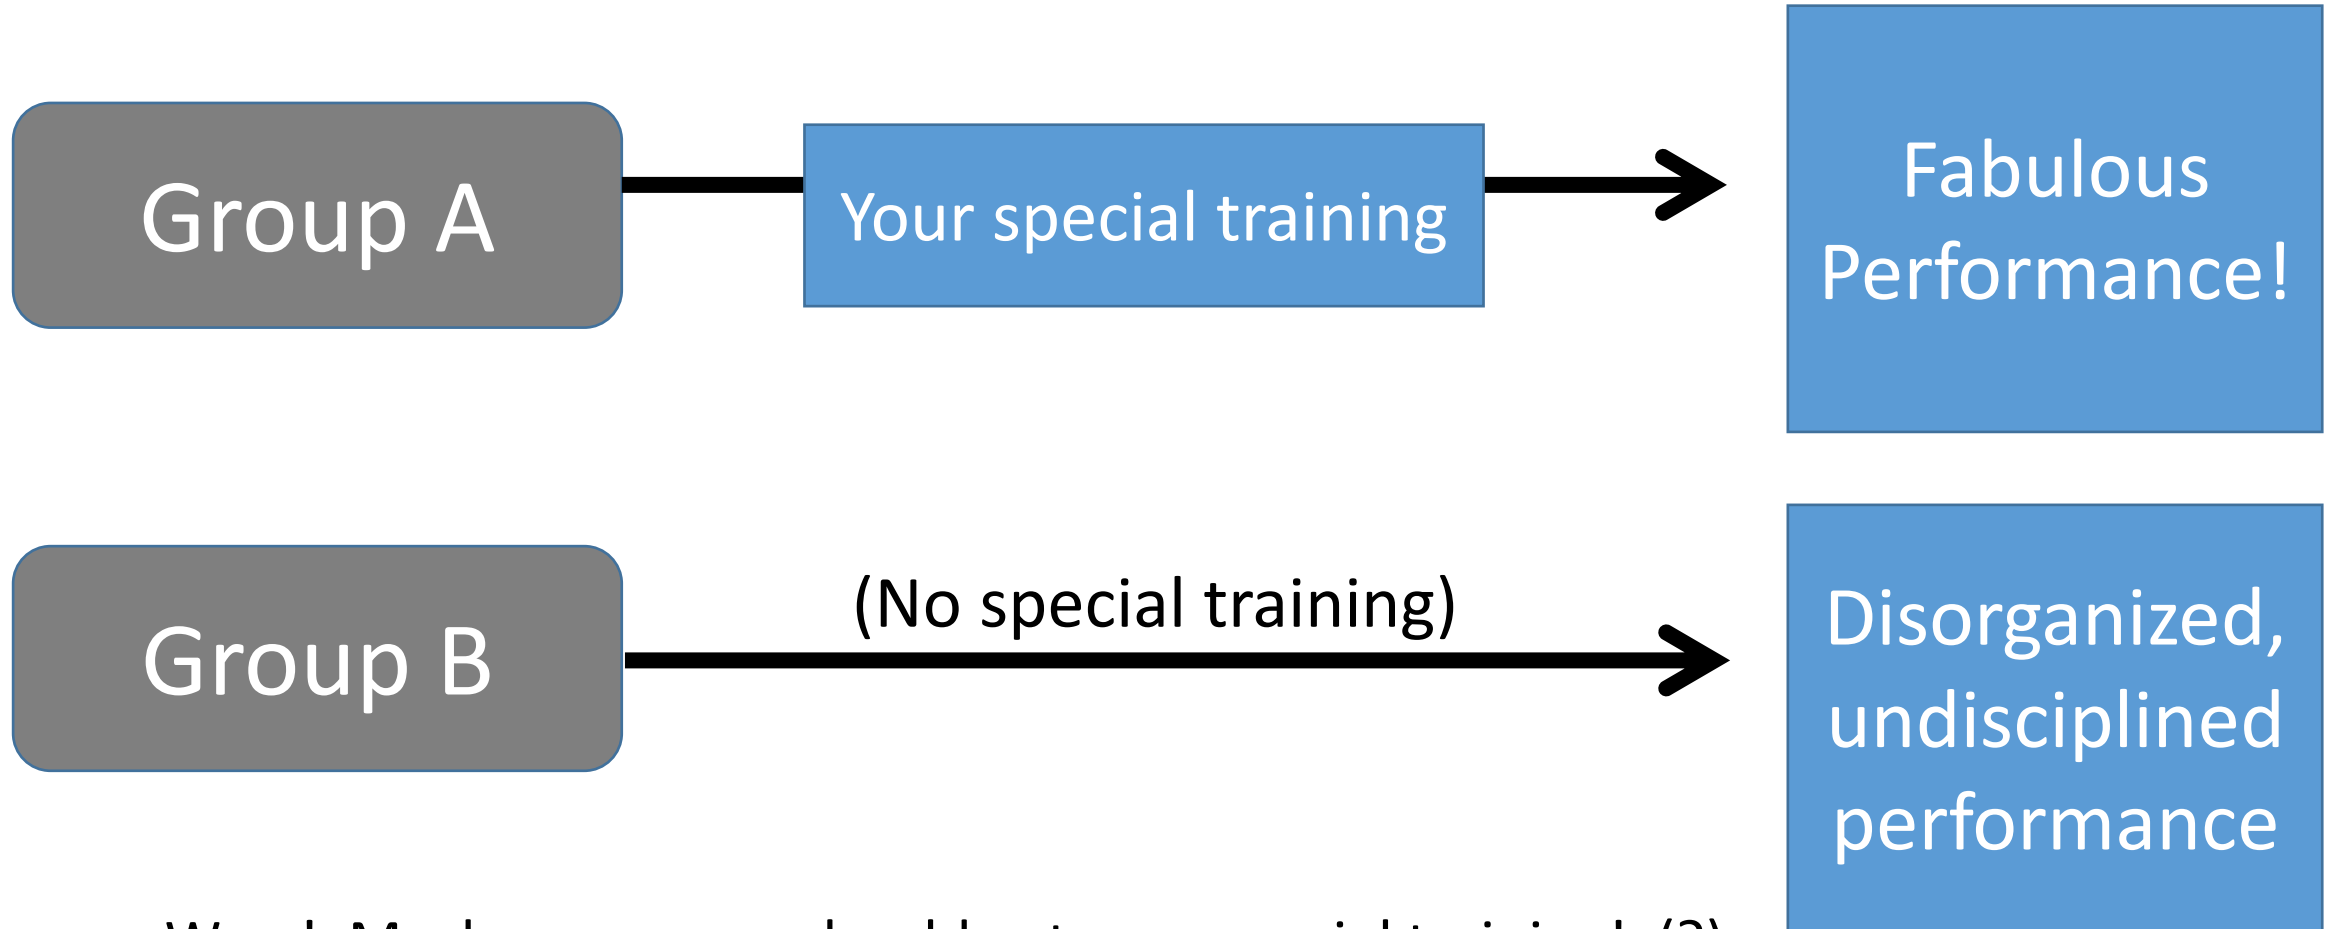 Group A
Your special training
Fabulous
Performance!
Group B
(No special training)
Disorganized,
undisciplined
performance